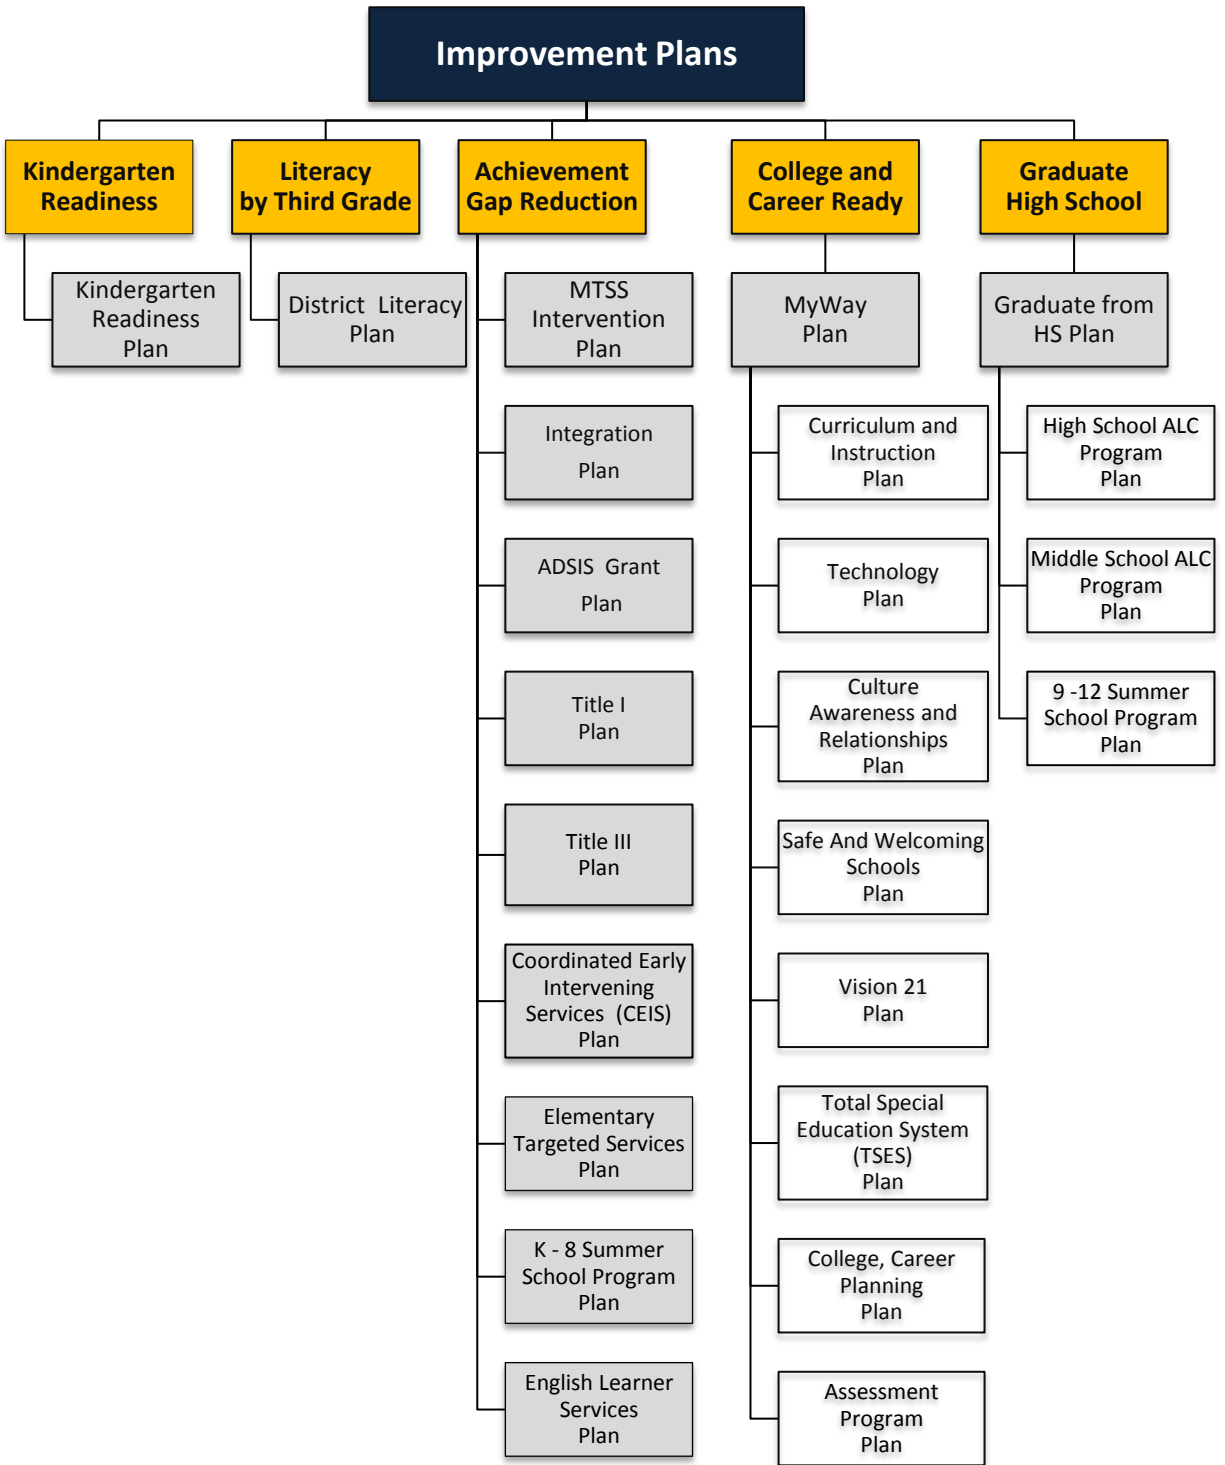 Improvement Plans
Kindergarten
Readiness
Literacy
by Third Grade
Achievement
Gap Reduction
College and
Career Ready
Graduate
High School
Kindergarten
Readiness
Plan
District Literacy
Plan
MTSS
Intervention
Plan
MyWay
Plan
Graduate from
HS Plan
Integration
Plan
Curriculum and
Instruction
Plan
High School ALC
Program
Plan
ADSIS Grant
Plan
Technology
Plan
Middle School ALC
Program
Plan
Title I
Plan
Culture
Awareness and
Relationships
Plan
9 -12 Summer
School Program
Plan
Title III
Plan
Safe And Welcoming
Schools
Plan
Coordinated Early
Intervening
Services (CEIS)
Plan
Vision 21
Plan
Elementary
Targeted Services
Plan
Total Special
Education System
(TSES)
Plan
K - 8 Summer
School Program
Plan
College, Career
Planning
Plan
English Learner
Services
Plan
Assessment
Program
Plan